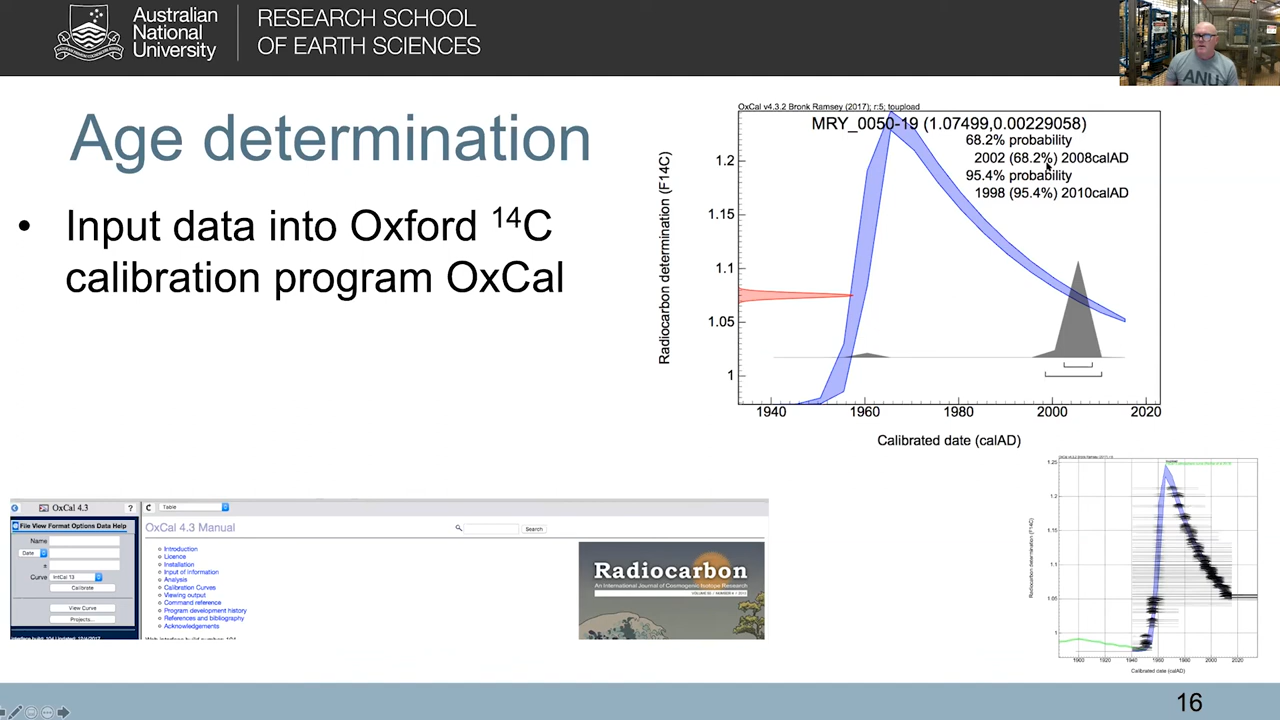 Australian
National
University
RESEARCH SCHOOL
OF EARTH SCIENCES
ANU
Age determination
• Input data into Oxford ¹⁴C
calibration program OxCal
OxCal v4.3.2 Bronk Ramsey (2017); r:5; toupload
MRY_0050-19 (1.07499,0.00229058)
68.2% probability
2002 (68.2%) 2008calAD
95.4% probability
1998 (95.4%) 2010calAD
Radiocarbon determination (F14C)
1.2
1.15
1.1
1.05
1
1940 1960 1980 2000 2020
Calibrated date (calAD)
OxCal 4.3 ?
File View Format Options Data Help
Name
Date
±
Curve IntCal 13
Calibrate
View Curve
Projects...
Table
OxCal 4.3 Manual
Search
Introduction
Licence
Installation
Input of information
Analysis
Calibration Curves
Viewing output
Command reference
Program development history
References and bibliography
Acknowledgements
Radiocarbon
An International Journal of Cosmogenic Isotope Research
Radiocarbon determination (F14C)
1.25
1.2
1.15
1.1
1.05
1
1900 1920 1940 1960 1980 2000 2020
Calibrated date (calAD)
16